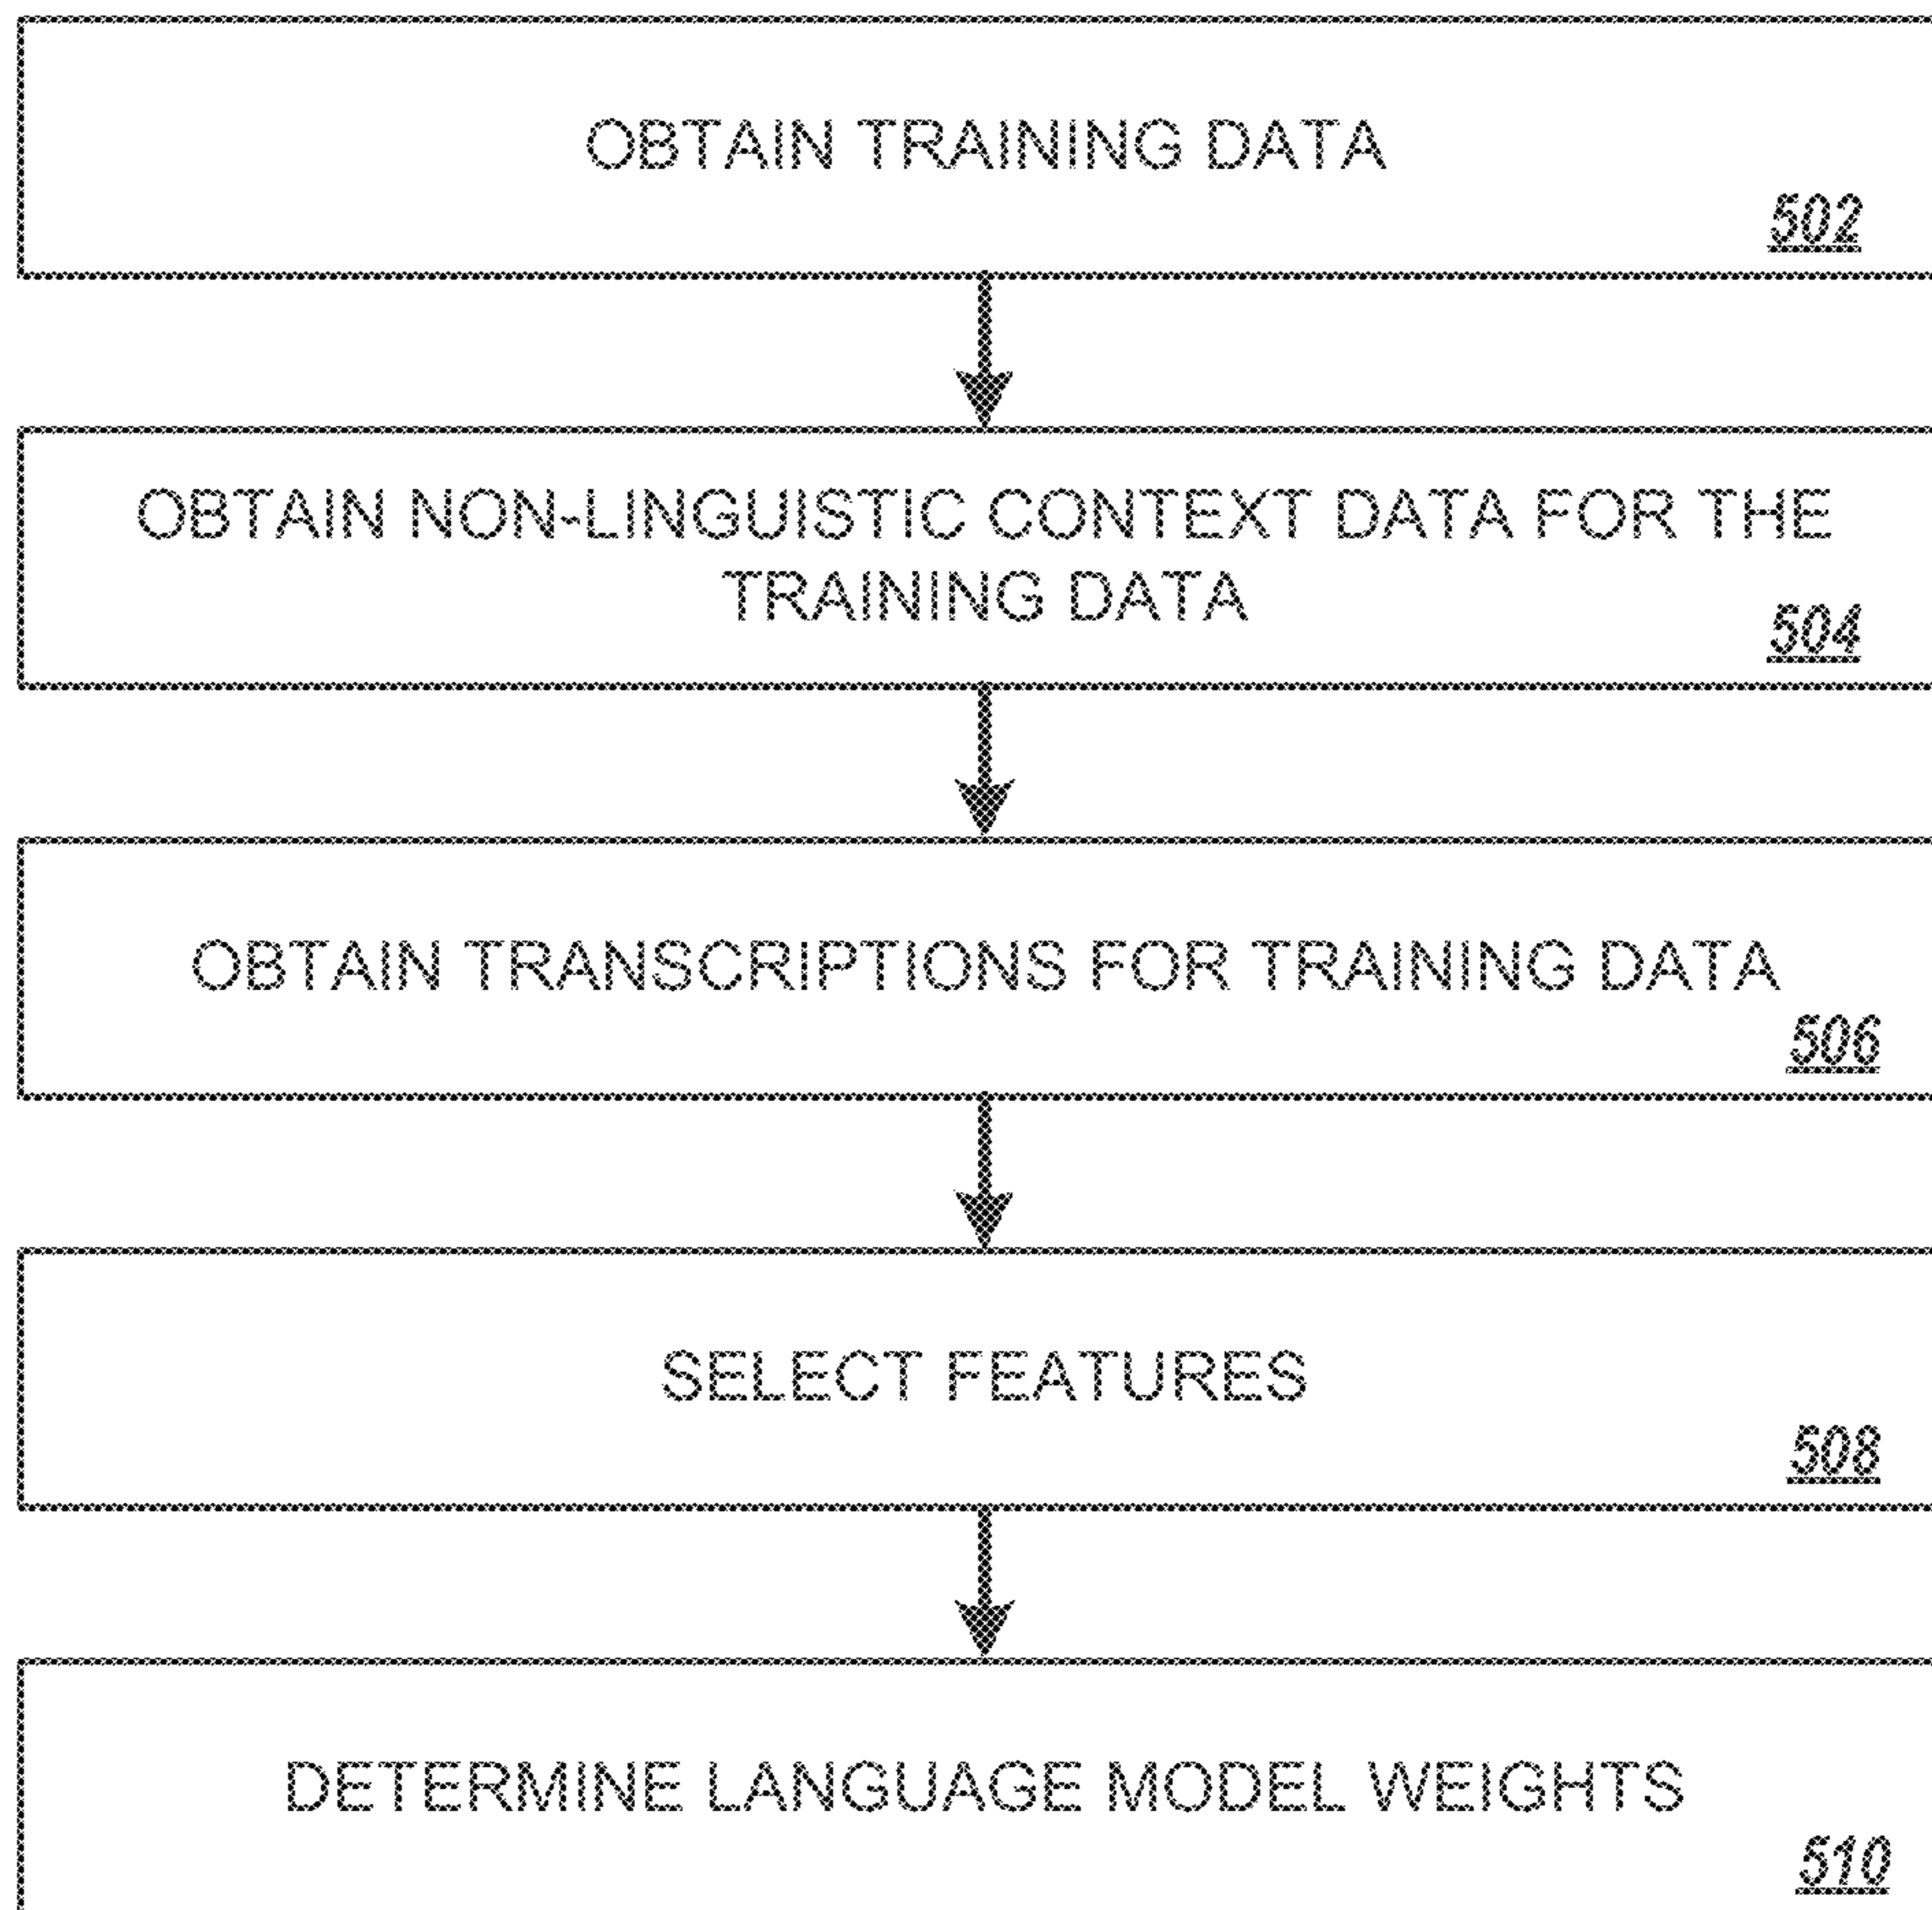 OBTAIN TRAINING DATA
502
OBTAIN NON-LINGUISTIC CONTEXT DATA FOR THE
TRAINING DATA
504
OBTAIN TRANSCRIPTIONS FOR TRAINING DATA
506
SELECT FEATURES
508
DETERMINE LANGUAGE MODEL WEIGHTS
510